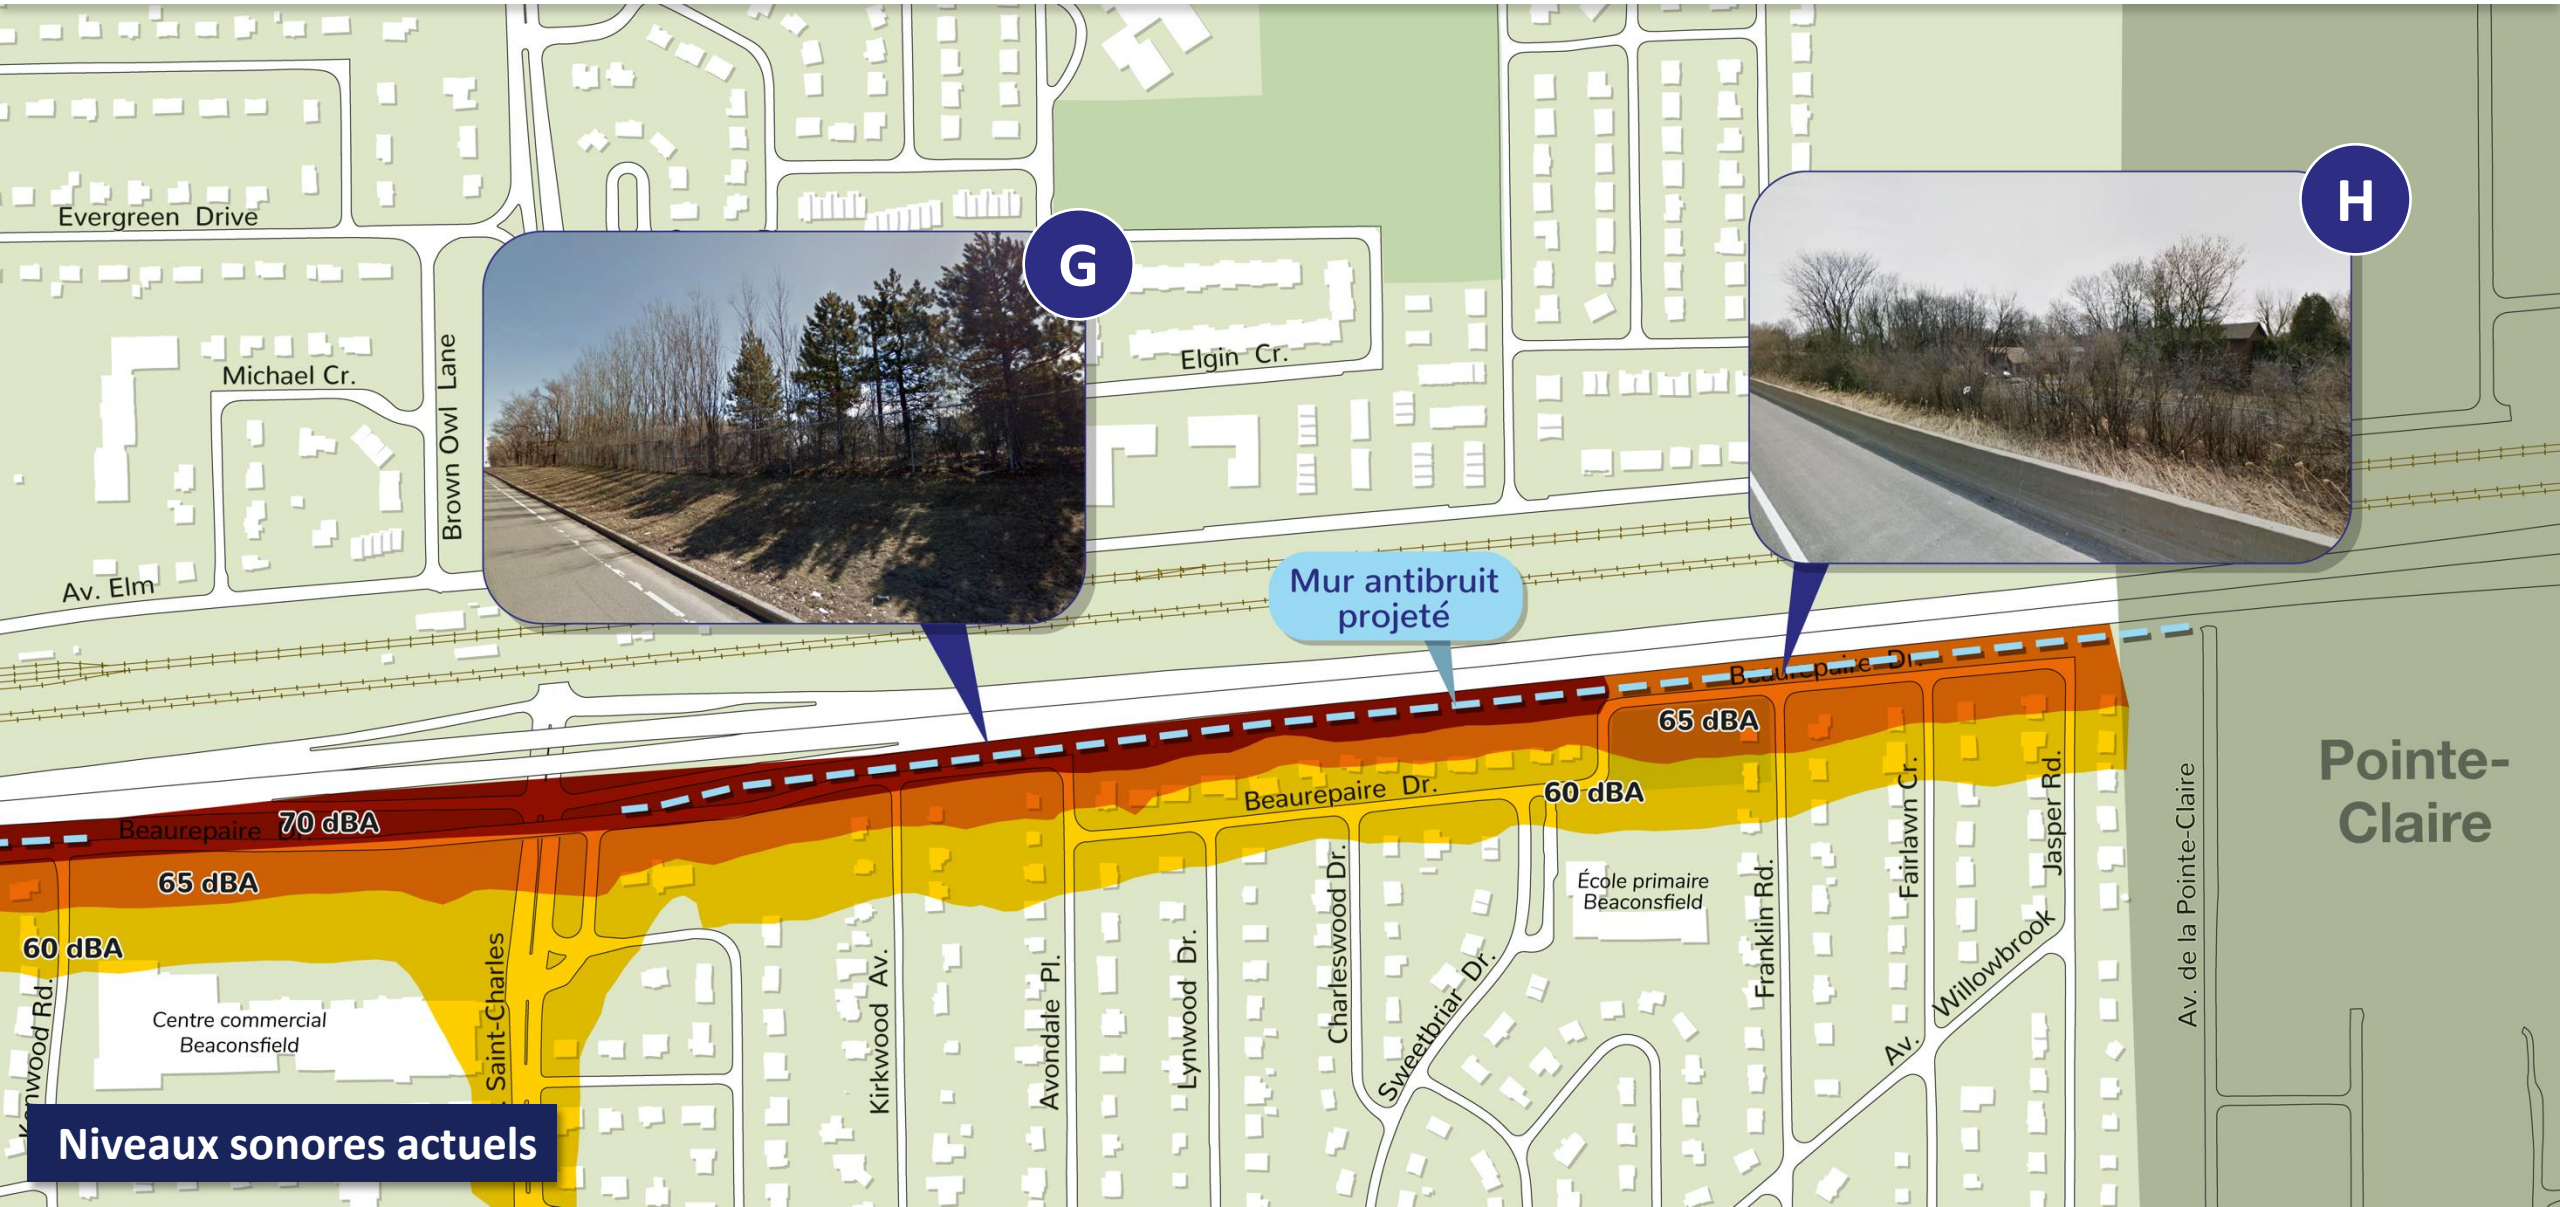 Evergreen Drive
Michael Cr.
Brown Owl Lane
Av. Elm
G
H
Elgin Cr.
Mur antibruit
projeté
Beaurepaire Dr.
65 dBA
Beaurepaire Dr.
60 dBA
Beaurepaire
70 dBA
65 dBA
60 dBA
Pointe-
Claire
Centre commercial
Beaconsfield
École primaire
Beaconsfield
Saint-Charles
Kirkwood Av.
Avondale Pl.
Lynwood Dr.
Charleswood Dr.
Sweetbriar Dr.
Franklin Rd.
Fairlawn Cr.
Jasper Rd.
Av. Willowbrook
Av. de la Pointe-Claire
Niveaux sonores actuels